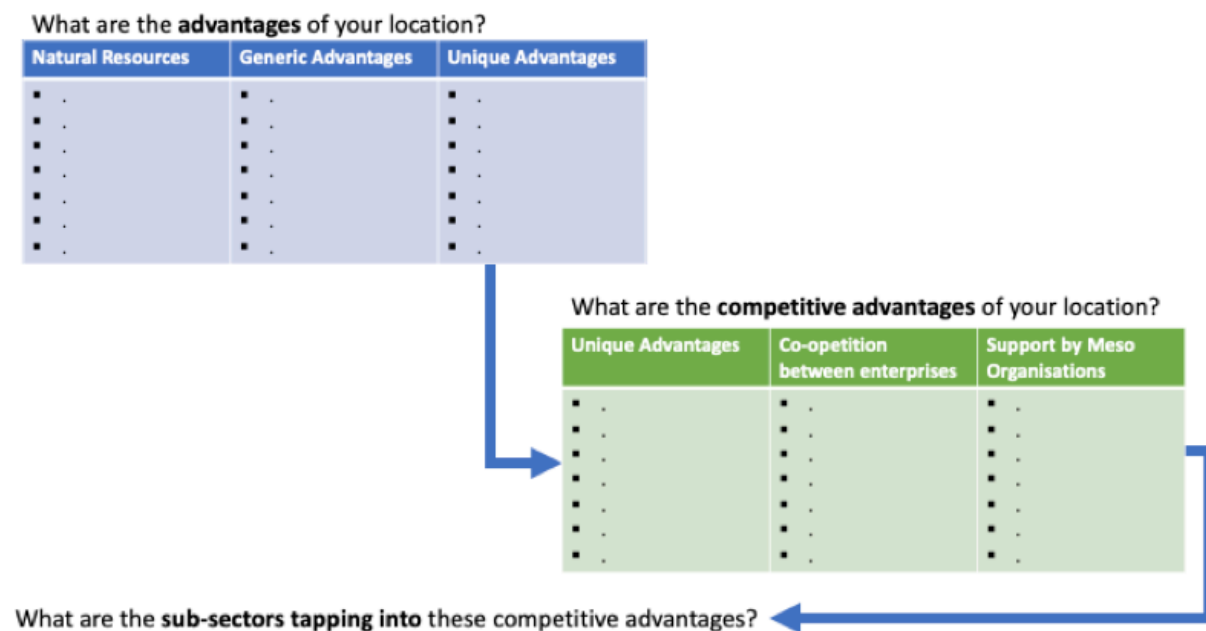 What are the advantages of your location?
Natural Resources Generic Advantages Unique Advantages
▪ . ▪ . ▪ .
▪ . ▪ . ▪ .
▪ . ▪ . ▪ .
▪ . ▪ . ▪ .
▪ . ▪ . ▪ .
▪ . ▪ . ▪ .
▪ . ▪ . ▪ .
What are the competitive advantages of your location?
Unique Advantages Co-opetition Support by Meso
between enterprises Organisations
▪ . ▪ . ▪ .
▪ . ▪ . ▪ .
▪ . ▪ . ▪ .
▪ . ▪ . ▪ .
▪ . ▪ . ▪ .
▪ . ▪ . ▪ .
▪ . ▪ . ▪ .
What are the sub-sectors tapping into these competitive advantages?